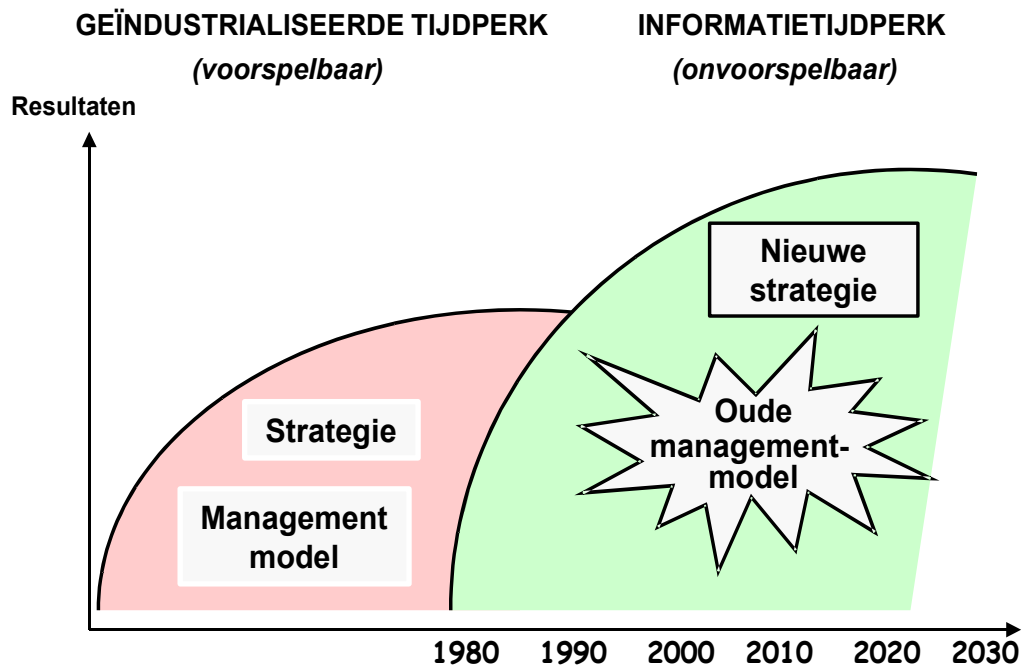 GEÏNDUSTRIALISEERDE TIJDPERK
(voorspelbaar)
INFORMATIETIJDPERK
(onvoorspelbaar)
Resultaten
Nieuwe
strategie
Oude
management-
model
Strategie
Management
model
1980 1990 2000 2010 2020 2030